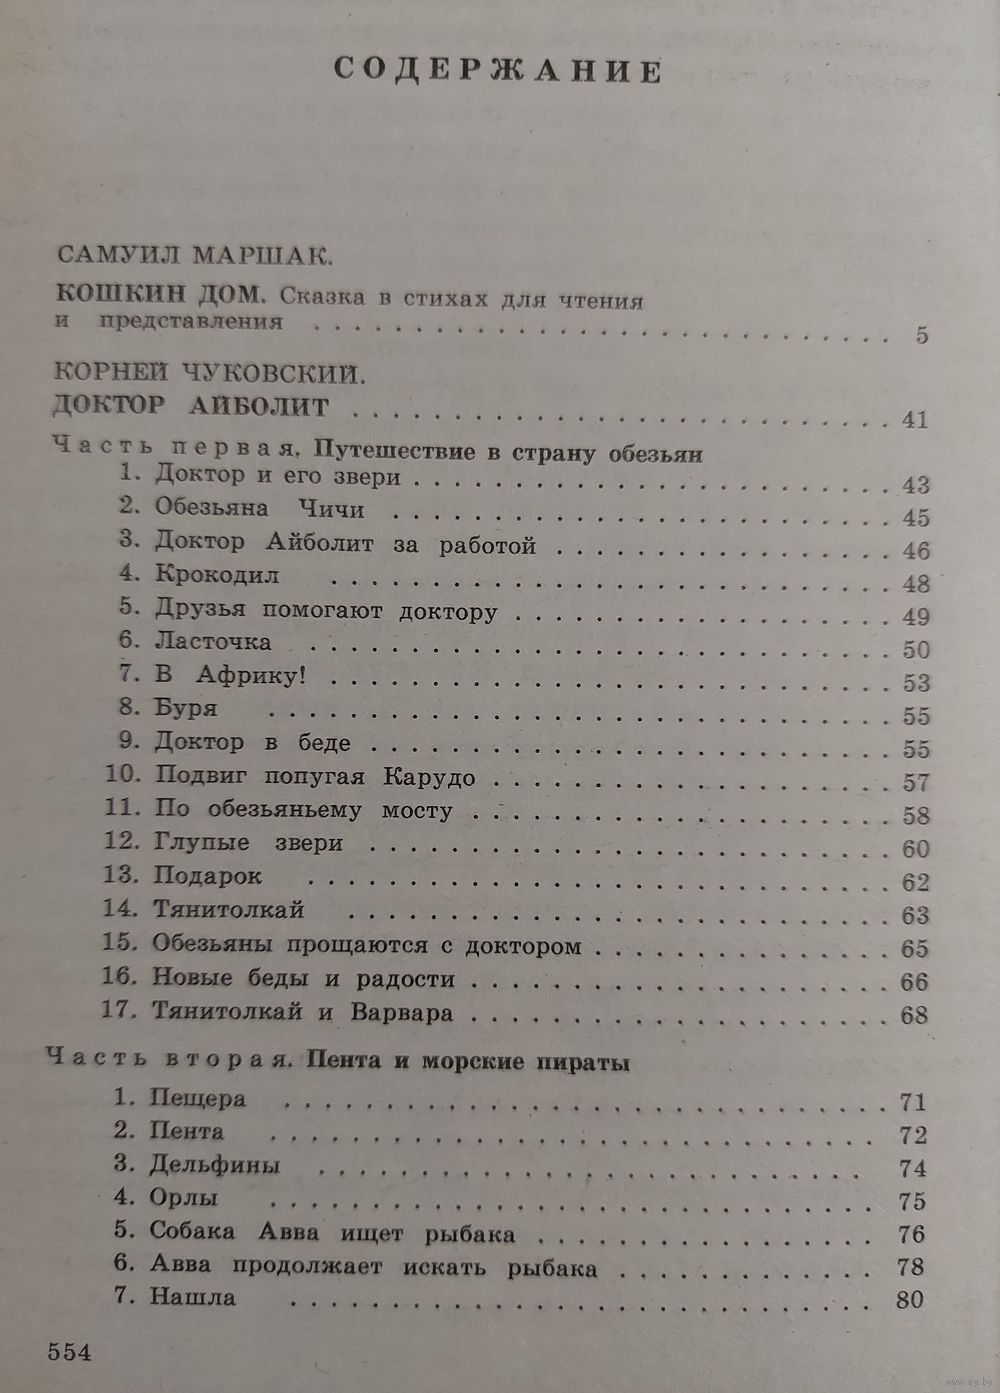 СОДЕРЖАНИЕ
САМУИЛ МАРШАК.
КОШКИН ДОМ. Сказка в стихах для чтения
и представления . . . . . . . . . . . . . . . . . . . . . . . . . . . . . 5
КОРНЕЙ ЧУКОВСКИЙ.
ДОКТОР АЙБОЛИТ . . . . . . . . . . . . . . . . . . . . . . . . . . . 41
Часть первая. Путешествие в страну обезьян
1. Доктор и его звери . . . . . . . . . . . . . . . . . . . . . . . . 43
2. Обезьяна Чичи . . . . . . . . . . . . . . . . . . . . . . . . . 45
3. Доктор Айболит за работой . . . . . . . . . . . . . . . . . 46
4. Крокодил . . . . . . . . . . . . . . . . . . . . . . . . . . . . 48
5. Друзья помогают доктору . . . . . . . . . . . . . . . . . . . 49
6. Ласточка . . . . . . . . . . . . . . . . . . . . . . . . . . . . . 50
7. В Африку! . . . . . . . . . . . . . . . . . . . . . . . . . . . . 53
8. Буря . . . . . . . . . . . . . . . . . . . . . . . . . . . . . . . 55
9. Доктор в беде . . . . . . . . . . . . . . . . . . . . . . . . . . 55
10. Подвиг попугая Карудо . . . . . . . . . . . . . . . . . . . . 57
11. По обезьяньему мосту . . . . . . . . . . . . . . . . . . . . . 58
12. Глупые звери . . . . . . . . . . . . . . . . . . . . . . . . . . 60
13. Подарок . . . . . . . . . . . . . . . . . . . . . . . . . . . . . 62
14. Тянитолкай . . . . . . . . . . . . . . . . . . . . . . . . . . . 63
15. Обезьяны прощаются с доктором . . . . . . . . . . . . . . . 65
16. Новые беды и радости . . . . . . . . . . . . . . . . . . . . . 66
17. Тянитолкай и Варвара . . . . . . . . . . . . . . . . . . . . . 68
Часть вторая. Пента и морские пираты
1. Пещера . . . . . . . . . . . . . . . . . . . . . . . . . . . . . . 71
2. Пента . . . . . . . . . . . . . . . . . . . . . . . . . . . . . . 72
3. Дельфины . . . . . . . . . . . . . . . . . . . . . . . . . . . 74
4. Орлы . . . . . . . . . . . . . . . . . . . . . . . . . . . . . . 75
5. Собака Авва ищет рыбака . . . . . . . . . . . . . . . . . 76
6. Авва продолжает искать рыбака . . . . . . . . . . . . . 78
7. Нашла . . . . . . . . . . . . . . . . . . . . . . . . . . . . . 80
554
www.ay.by